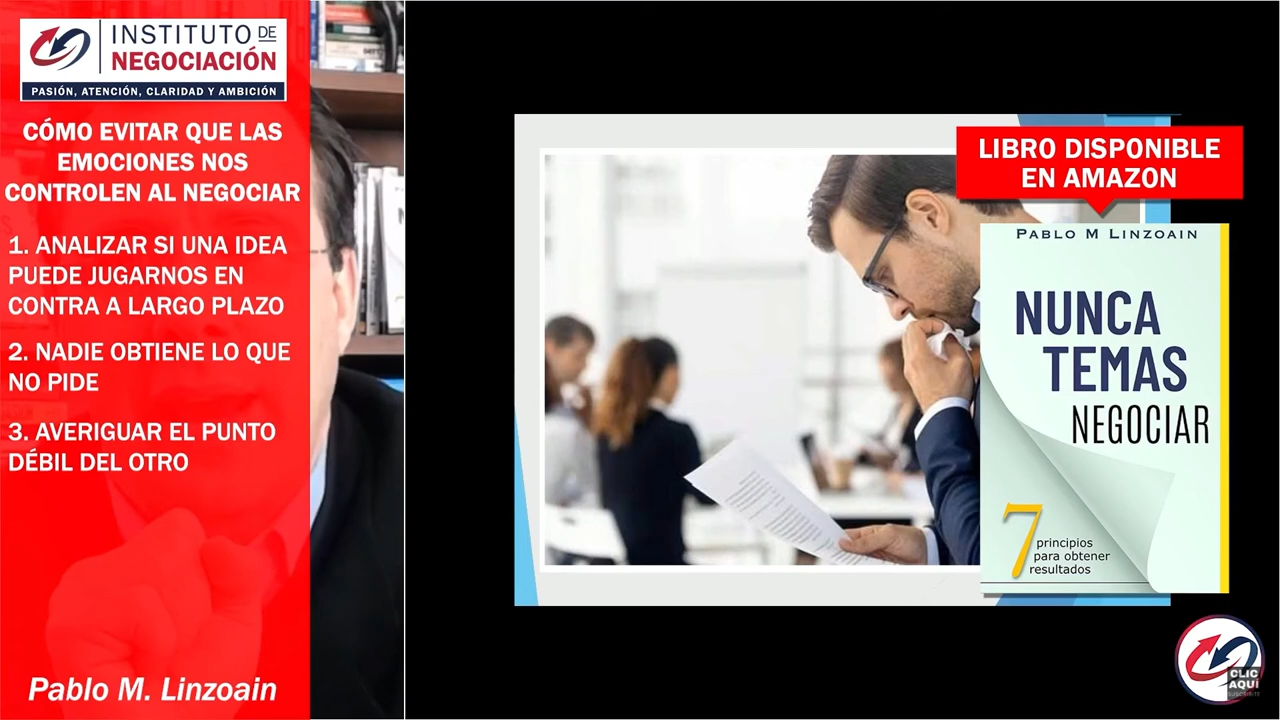 INSTITUTO DE
NEGOCIACIÓN
PASIÓN, ATENCIÓN, CLARIDAD Y AMBICIÓN
CÓMO EVITAR QUE LAS
EMOCIONES NOS
CONTROLEN AL NEGOCIAR
1. ANALIZAR SI UNA IDEA
PUEDE JUGARNOS EN
CONTRA A LARGO PLAZO
2. NADIE OBTIENE LO QUE
NO PIDE
3. AVERIGUAR EL PUNTO
DÉBIL DEL OTRO
Pablo M. Linzoain
LIBRO DISPONIBLE
EN AMAZON
PABLO M LINZOAIN
NUNCA
TEMAS
NEGOCIAR
7 principios
para obtener
resultados
CLIC
AQUÍ